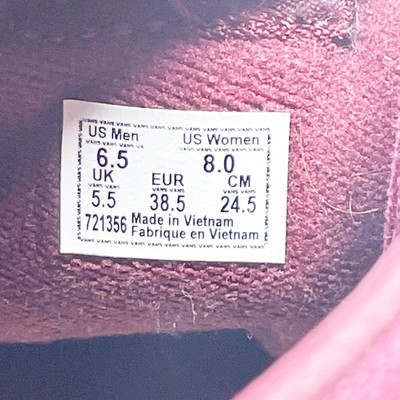 US Men US Women
6.5 8.0
UK EUR CM
5.5 38.5 24.5
721356 Made in Vietnam
Fabrique en Vietnam